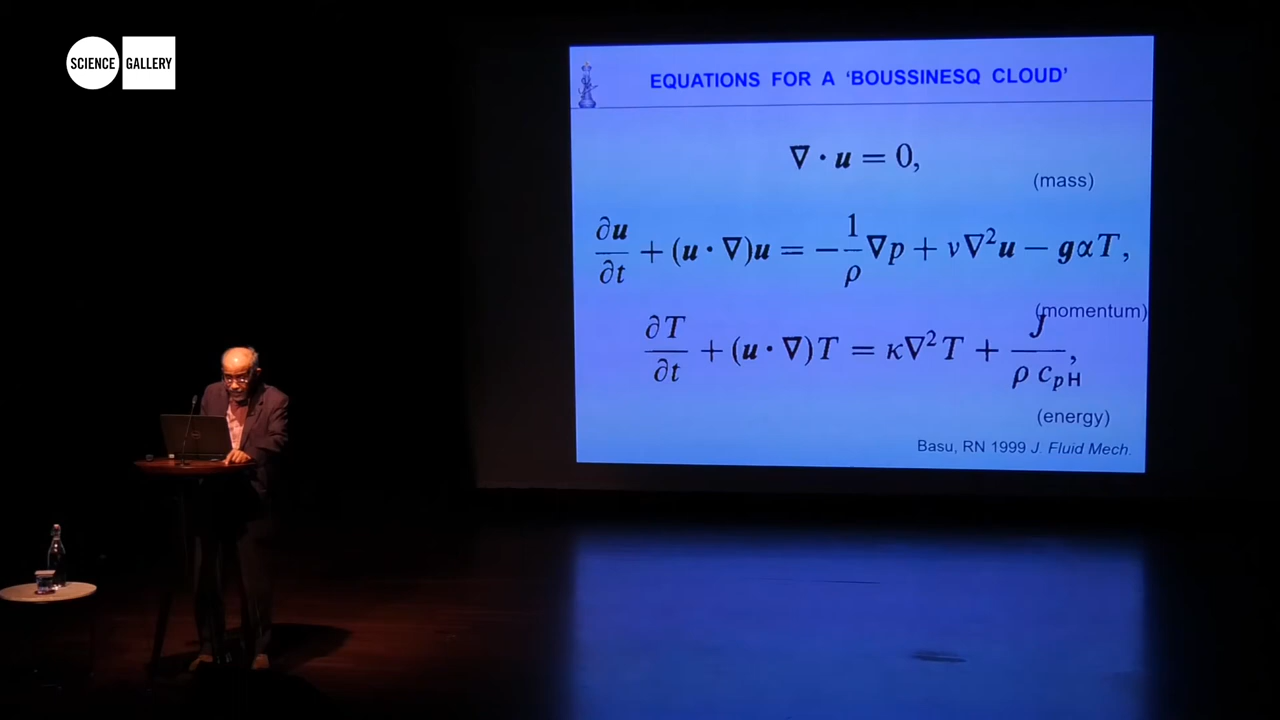 SCIENCE GALLERY
EQUATIONS FOR A ‘BOUSSINESQ CLOUD’
∇ · u = 0,
(mass)
∂u/∂t + (u · ∇)u = −1/ρ ∇p + ν∇²u − gαT,
(momentum)
∂T/∂t + (u · ∇)T = κ∇²T + J/ρ c_pH,
(energy)
Basu, RN 1999 J. Fluid Mech.